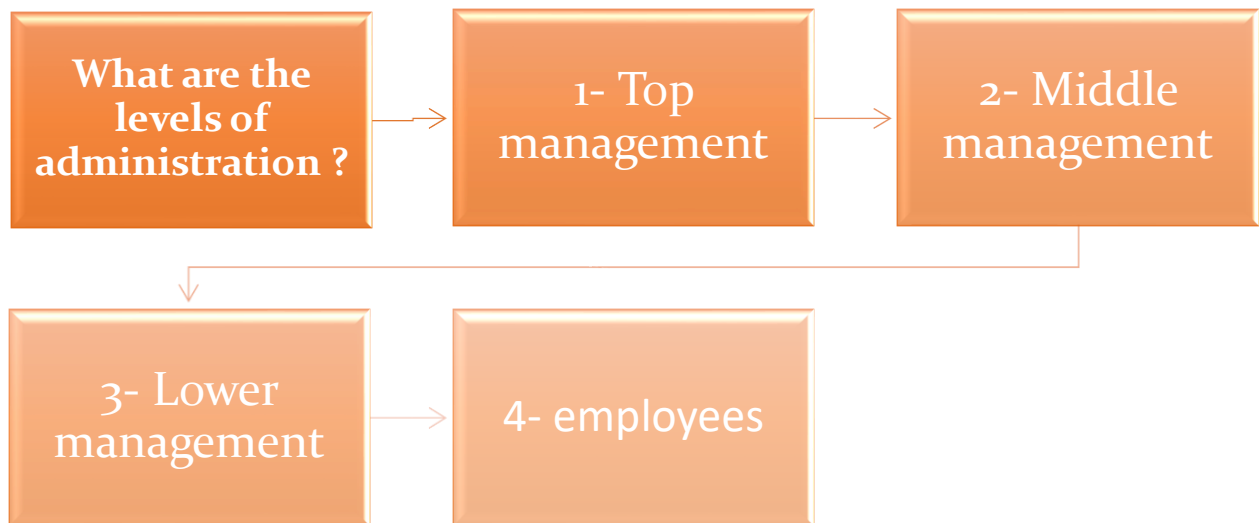 What are the
levels of
administration ?
1- Top
management
2- Middle
management
3- Lower
management
4- employees